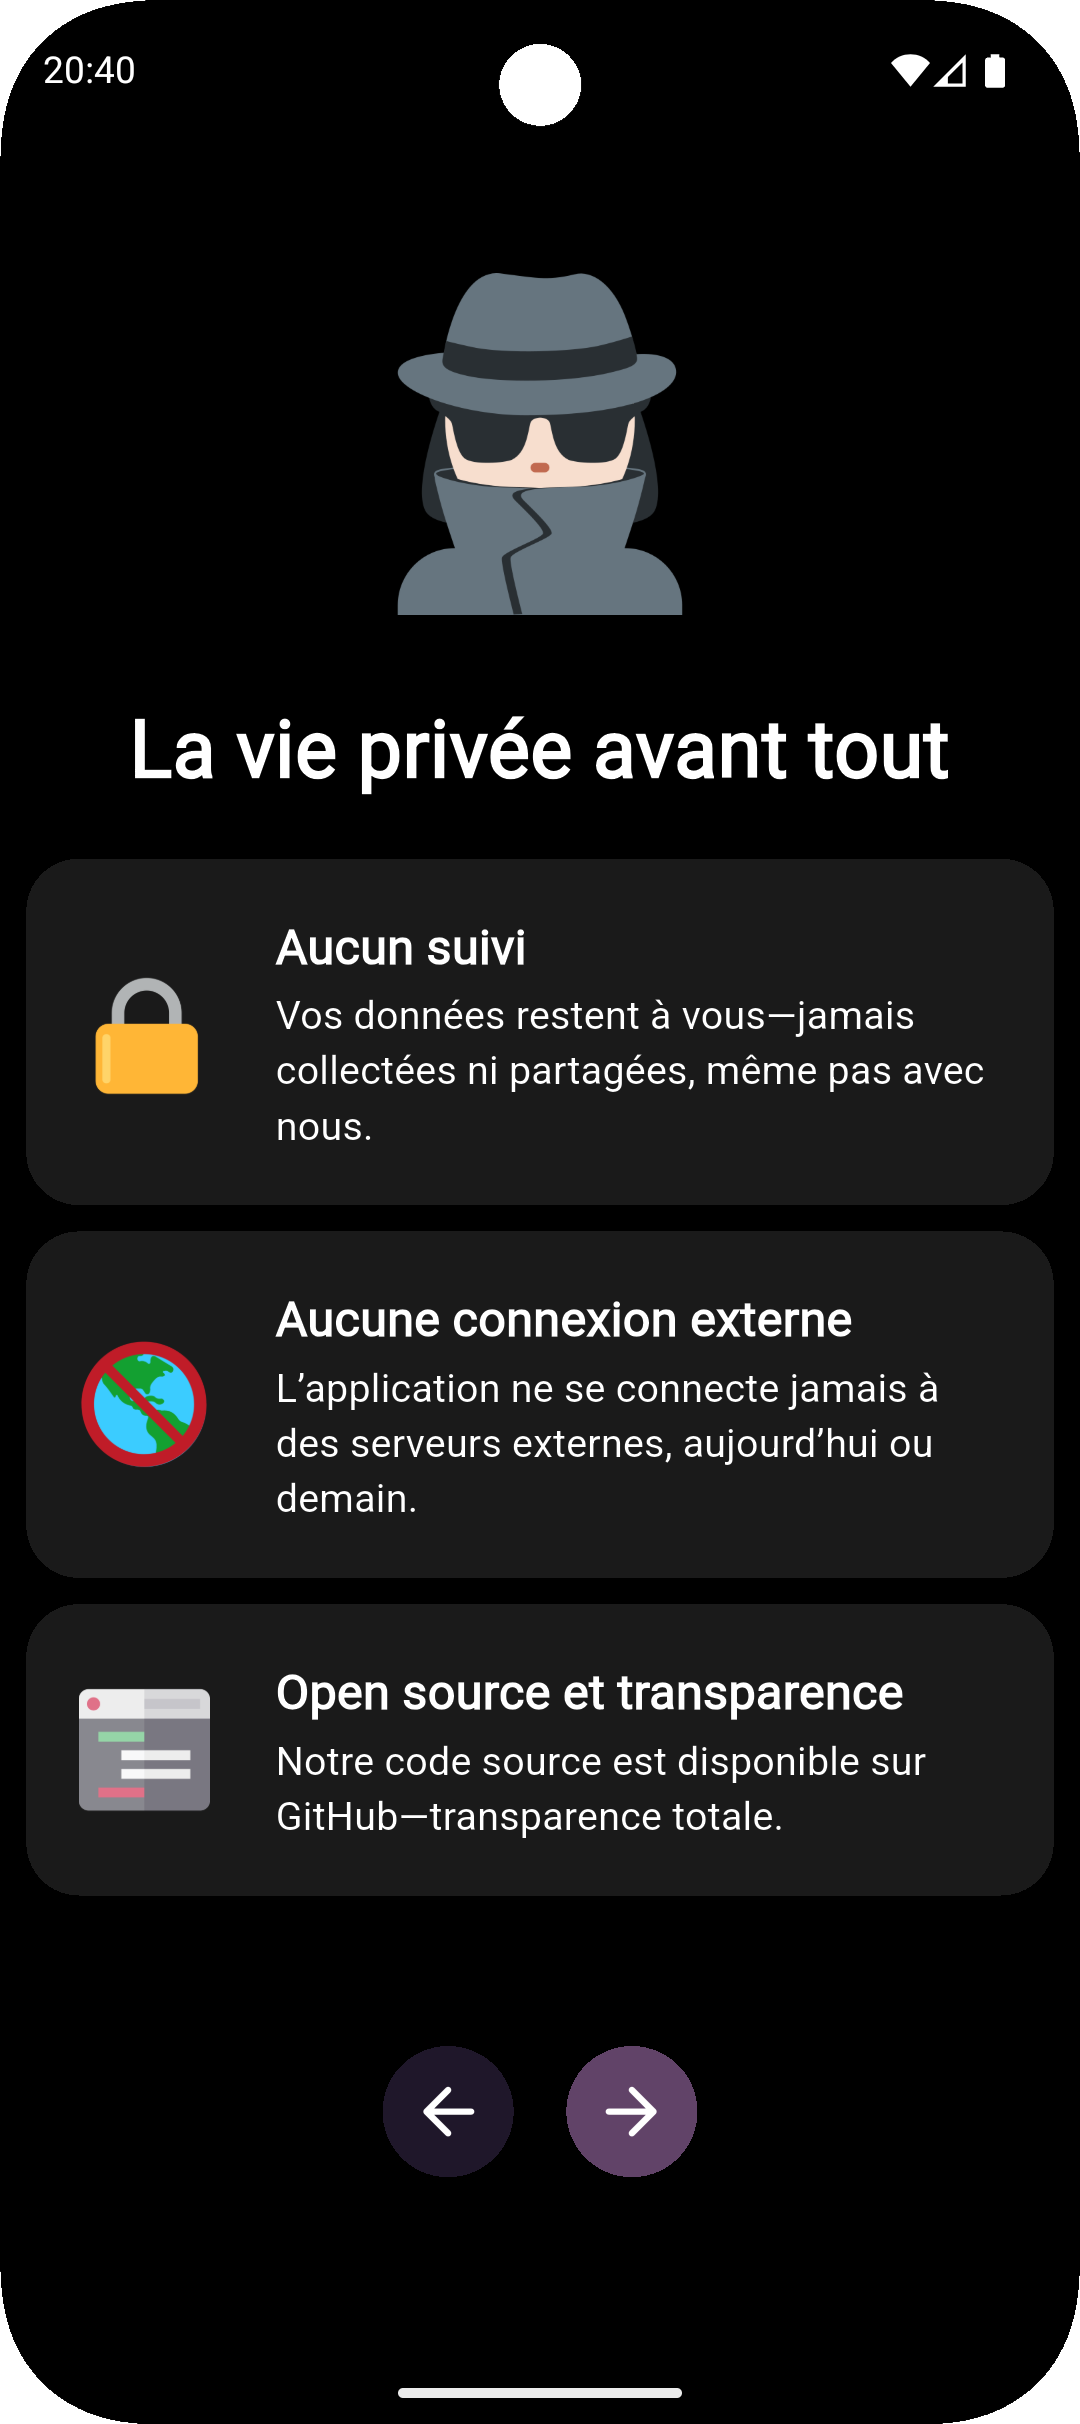 20:40
La vie privée avant tout
Aucun suivi
Vos données restent à vous—jamais
collectées ni partagées, même pas avec
nous.
Aucune connexion externe
L’application ne se connecte jamais à
des serveurs externes, aujourd’hui ou
demain.
Open source et transparence
Notre code source est disponible sur
GitHub—transparence totale.